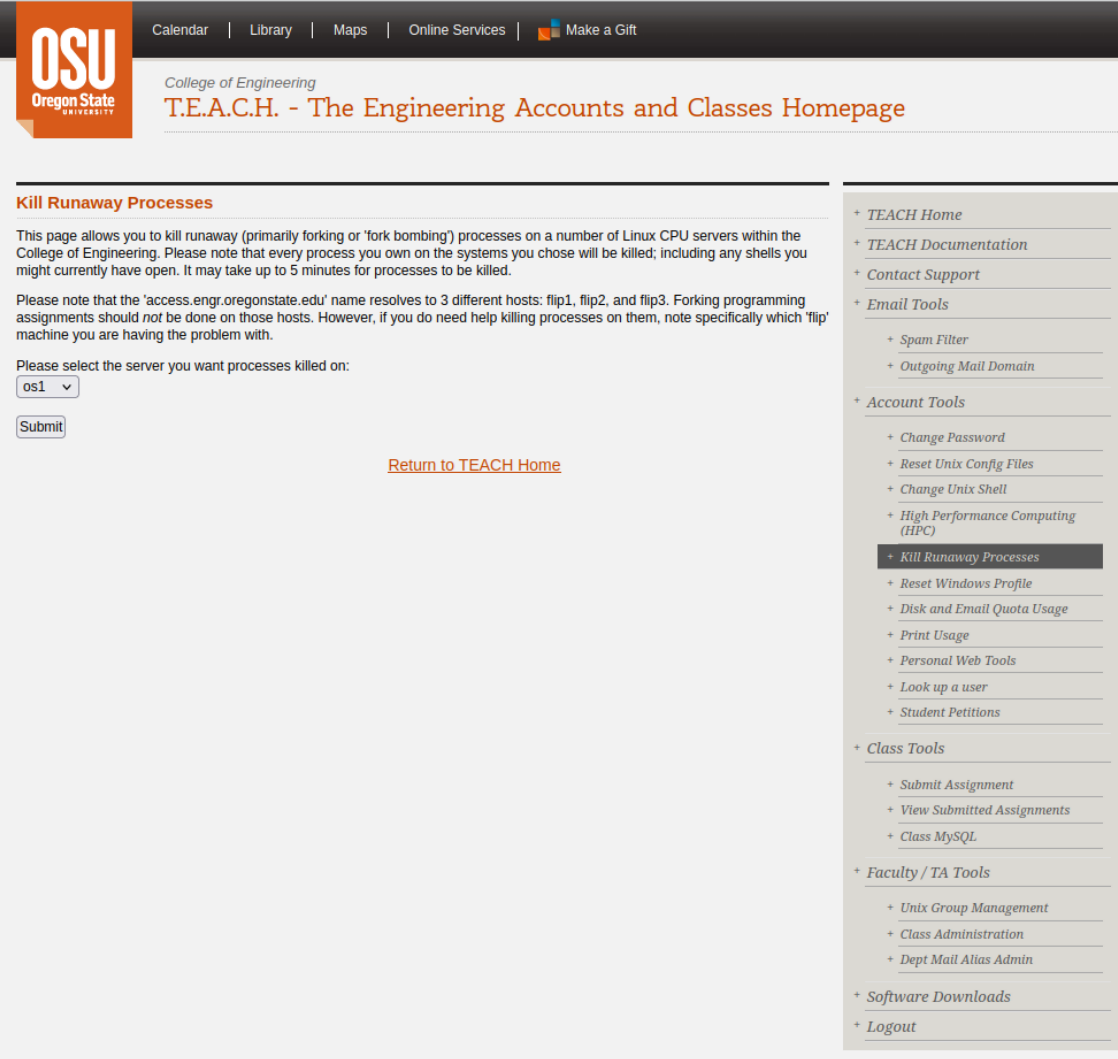 Calendar | Library | Maps | Online Services | Make a Gift
OSU
Oregon State
UNIVERSITY
College of Engineering
T.E.A.C.H. - The Engineering Accounts and Classes Homepage
Kill Runaway Processes
This page allows you to kill runaway (primarily forking or 'fork bombing') processes on a number of Linux CPU servers within the
College of Engineering. Please note that every process you own on the systems you chose will be killed; including any shells you
might currently have open. It may take up to 5 minutes for processes to be killed.
Please note that the 'access.engr.oregonstate.edu' name resolves to 3 different hosts: flip1, flip2, and flip3. Forking programming
assignments should not be done on those hosts. However, if you do need help killing processes on them, note specifically which 'flip'
machine you are having the problem with.
Please select the server you want processes killed on:
os1
Submit
Return to TEACH Home
+ TEACH Home
+ TEACH Documentation
+ Contact Support
+ Email Tools
+ Spam Filter
+ Outgoing Mail Domain
+ Account Tools
+ Change Password
+ Reset Unix Config Files
+ Change Unix Shell
+ High Performance Computing
(HPC)
+ Kill Runaway Processes
+ Reset Windows Profile
+ Disk and Email Quota Usage
+ Print Usage
+ Personal Web Tools
+ Look up a user
+ Student Petitions
+ Class Tools
+ Submit Assignment
+ View Submitted Assignments
+ Class MySQL
+ Faculty / TA Tools
+ Unix Group Management
+ Class Administration
+ Dept Mail Alias Admin
+ Software Downloads
+ Logout